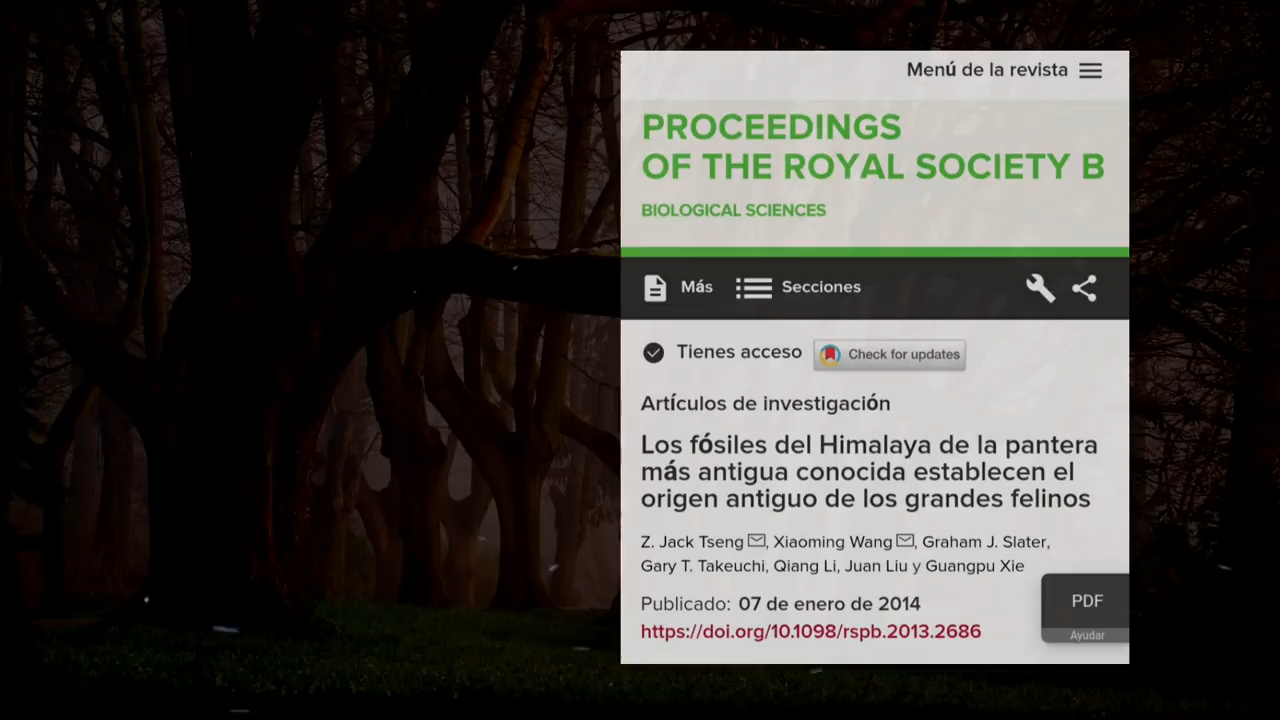 Menú de la revista
PROCEEDINGS
OF THE ROYAL SOCIETY B
BIOLOGICAL SCIENCES
Más Secciones
Tienes acceso Check for updates
Artículos de investigación
Los fósiles del Himalaya de la pantera
más antigua conocida establecen el
origen antiguo de los grandes felinos
Z. Jack Tseng, Xiaoming Wang, Graham J. Slater,
Gary T. Takeuchi, Qiang Li, Juan Liu y Guangpu Xie
Publicado: 07 de enero de 2014
https://doi.org/10.1098/rspb.2013.2686
PDF
Ayudar